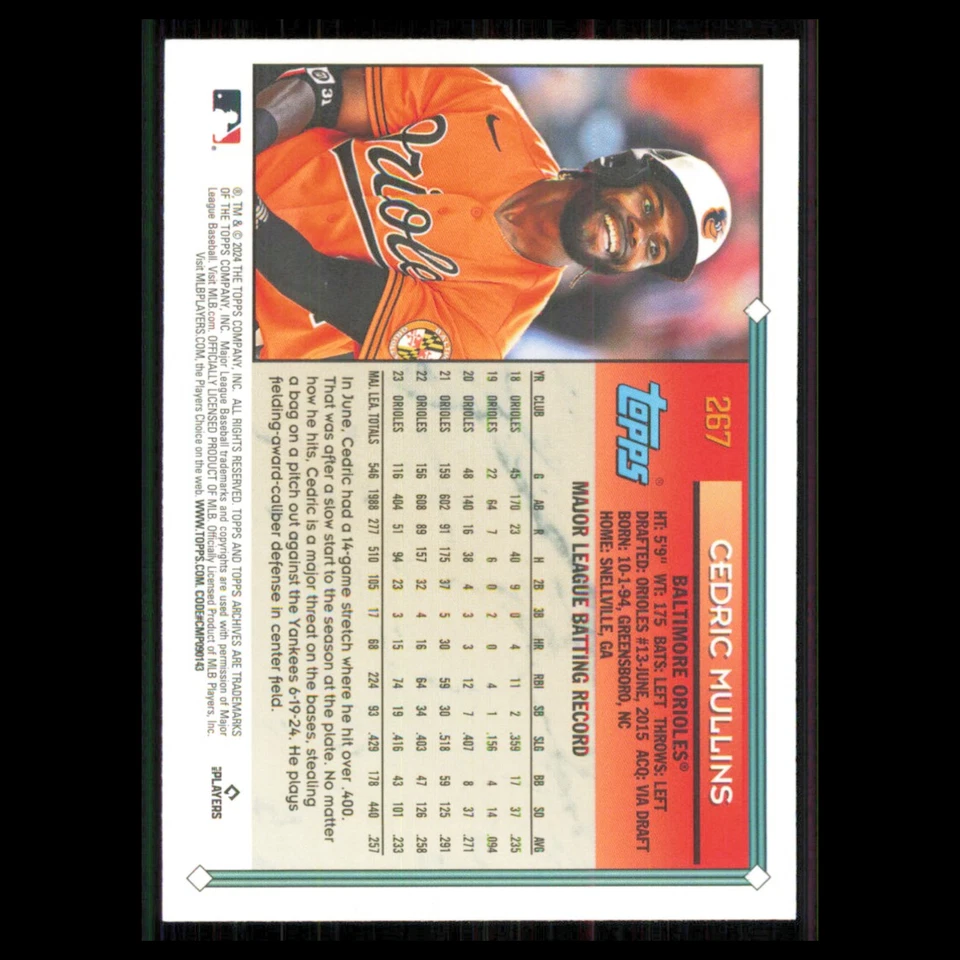 267
CEDRIC MULLINS
topps®
BALTIMORE ORIOLES®
HT: 5'9" WT: 175 BATS: LEFT THROWS: LEFT
DRAFTED: ORIOLES #13-JUNE, 2015 ACQ: VIA DRAFT
BORN: 10-1-94, GREENSBORO, NC
HOME: SNELLVILLE, GA
MAJOR LEAGUE BATTING RECORD
YR CLUB G AB R H 2B 3B HR RBI SB SLG BB SO AVG
18 ORIOLES 45 170 23 40 9 0 4 11 2 .359 17 37 .235
19 ORIOLES 22 64 7 6 0 2 0 4 1 .156 4 14 .094
20 ORIOLES 48 140 16 38 4 3 3 12 7 .407 8 37 .271
21 ORIOLES 159 602 91 175 37 5 30 59 30 .518 59 125 .291
22 ORIOLES 156 608 89 157 32 4 16 64 34 .403 47 126 .258
23 ORIOLES 116 404 51 94 23 3 15 74 19 .416 43 101 .233
MAJ. LEA. TOTALS 546 1988 277 510 105 17 68 224 93 .429 178 440 .257
In June, Cedric had a 14-game stretch where he hit over .400.
That was after a slow start to the season at the plate. No matter
how he hits, Cedric is a major threat on the bases, stealing
a bag on a pitch out against the Yankees 6-19-24. He plays
fielding-award-caliber defense in center field.
®, TM & © 2024 THE TOPPS COMPANY, INC. ALL RIGHTS RESERVED. TOPPS AND TOPPS ARCHIVES ARE TRADEMARKS
OF THE TOPPS COMPANY, INC. Major League Baseball trademarks and copyrights are used with permission of Major
League Baseball. Visit MLB.com. OFFICIALLY LICENSED PRODUCT OF MLB. Officially Licensed Product of MLB Players, Inc.
Visit MLBPLAYERS.COM, the Players Choice on the web. WWW.TOPPS.COM. CODE#CMP090143
MLB PLAYERS
Oriole
31